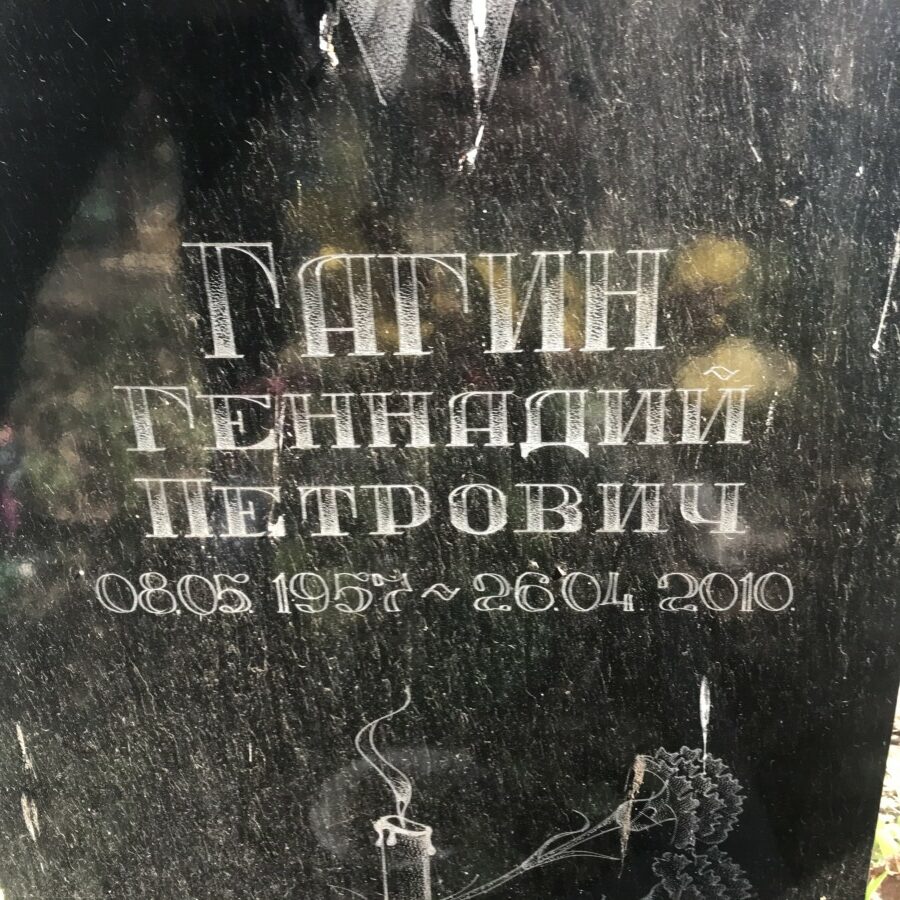 ГАГИН
ГЕННАДИЙ
ПЕТРОВИЧ
08.05. 1957 ~ 26.04. 2010.